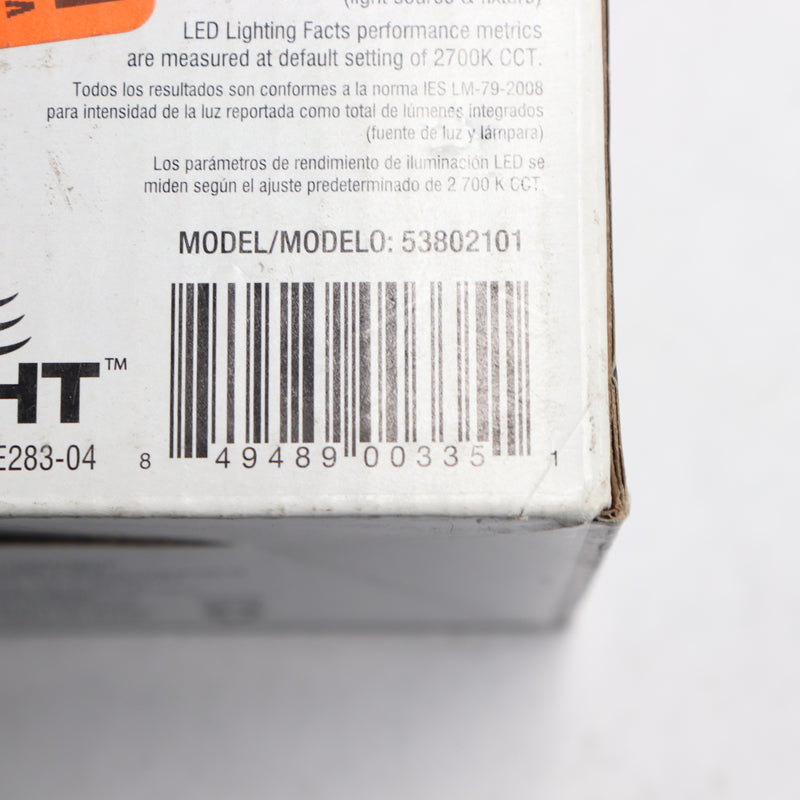 (light source & fixture)
LED Lighting Facts performance metrics
are measured at default setting of 2700K CCT.
Todos los resultados son conformes a la norma IES LM-79-2008
para intensidad de la luz reportada como total de lúmenes integrados
(fuente de luz y lámpara)
Los parámetros de rendimiento de iluminación LED se
miden según el ajuste predeterminado de 2 700 K CCT.
MODEL/MODELO: 53802101
HT™
E283-04
8 49489 00335 1